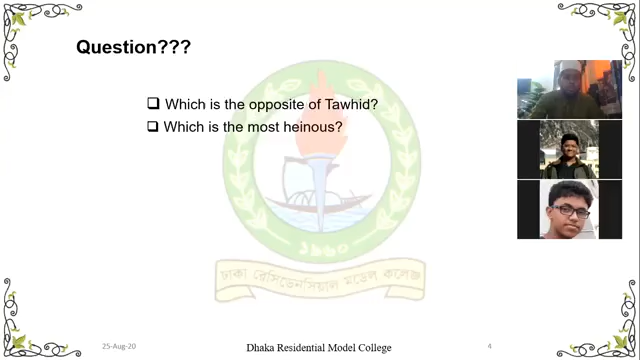 Question???
Which is the opposite of Tawhid?
Which is the most heinous?
১৯৬০
ঢাকা রেসিডেনসিয়াল মডেল কলেজ
25-Aug-20
Dhaka Residential Model College
4